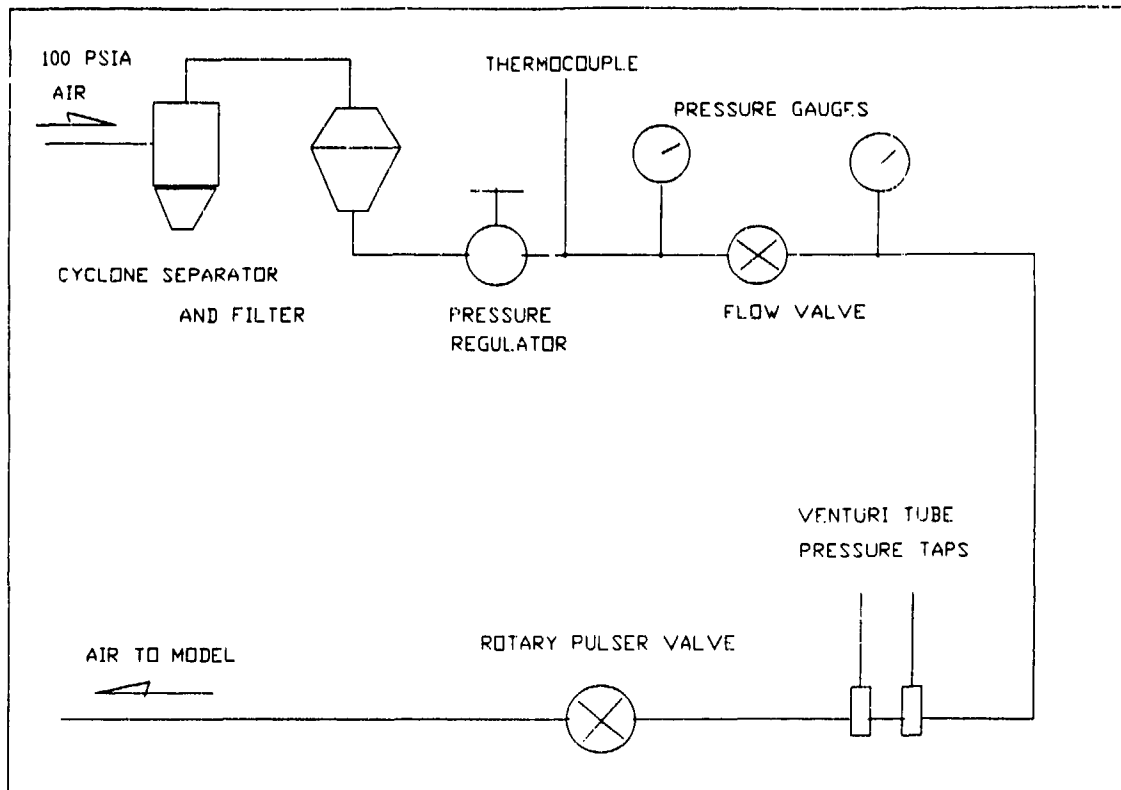 100 PSIA
AIR
THERMOCOUPLE
PRESSURE GAUGES
CYCLONE SEPARATOR
AND FILTER
PRESSURE
REGULATOR
FLOW VALVE
VENTURI TUBE
PRESSURE TAPS
ROTARY PULSER VALVE
AIR TO MODEL